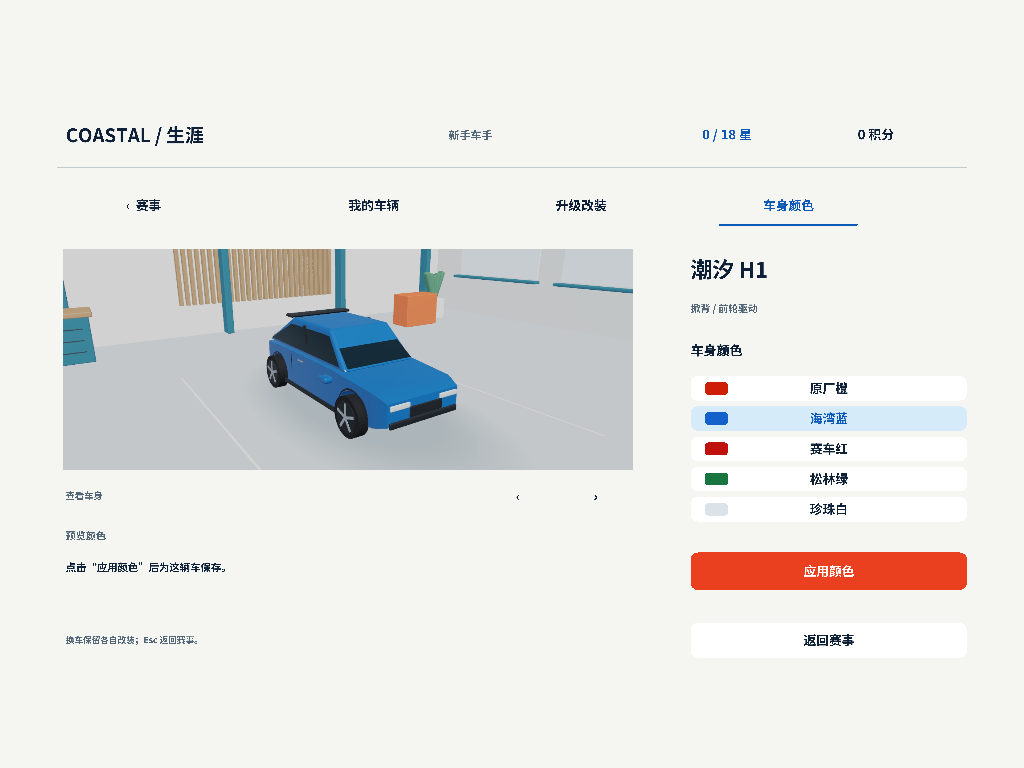 COASTAL / 生涯
新手车手
0 / 18 星
0 积分
‹ 赛事
我的车辆
升级改装
车身颜色
潮汐 H1
掀背 / 前轮驱动
车身颜色
原厂橙
海湾蓝
赛车红
松林绿
珍珠白
查看车身
‹
›
预览颜色
点击“应用颜色”后为这辆车保存。
应用颜色
换车保留各自改装；Esc 返回赛事。
返回赛事